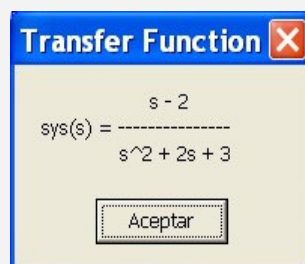 Transfer Function
s - 2
sys(s) = ---------------
s^2 + 2s + 3
Aceptar